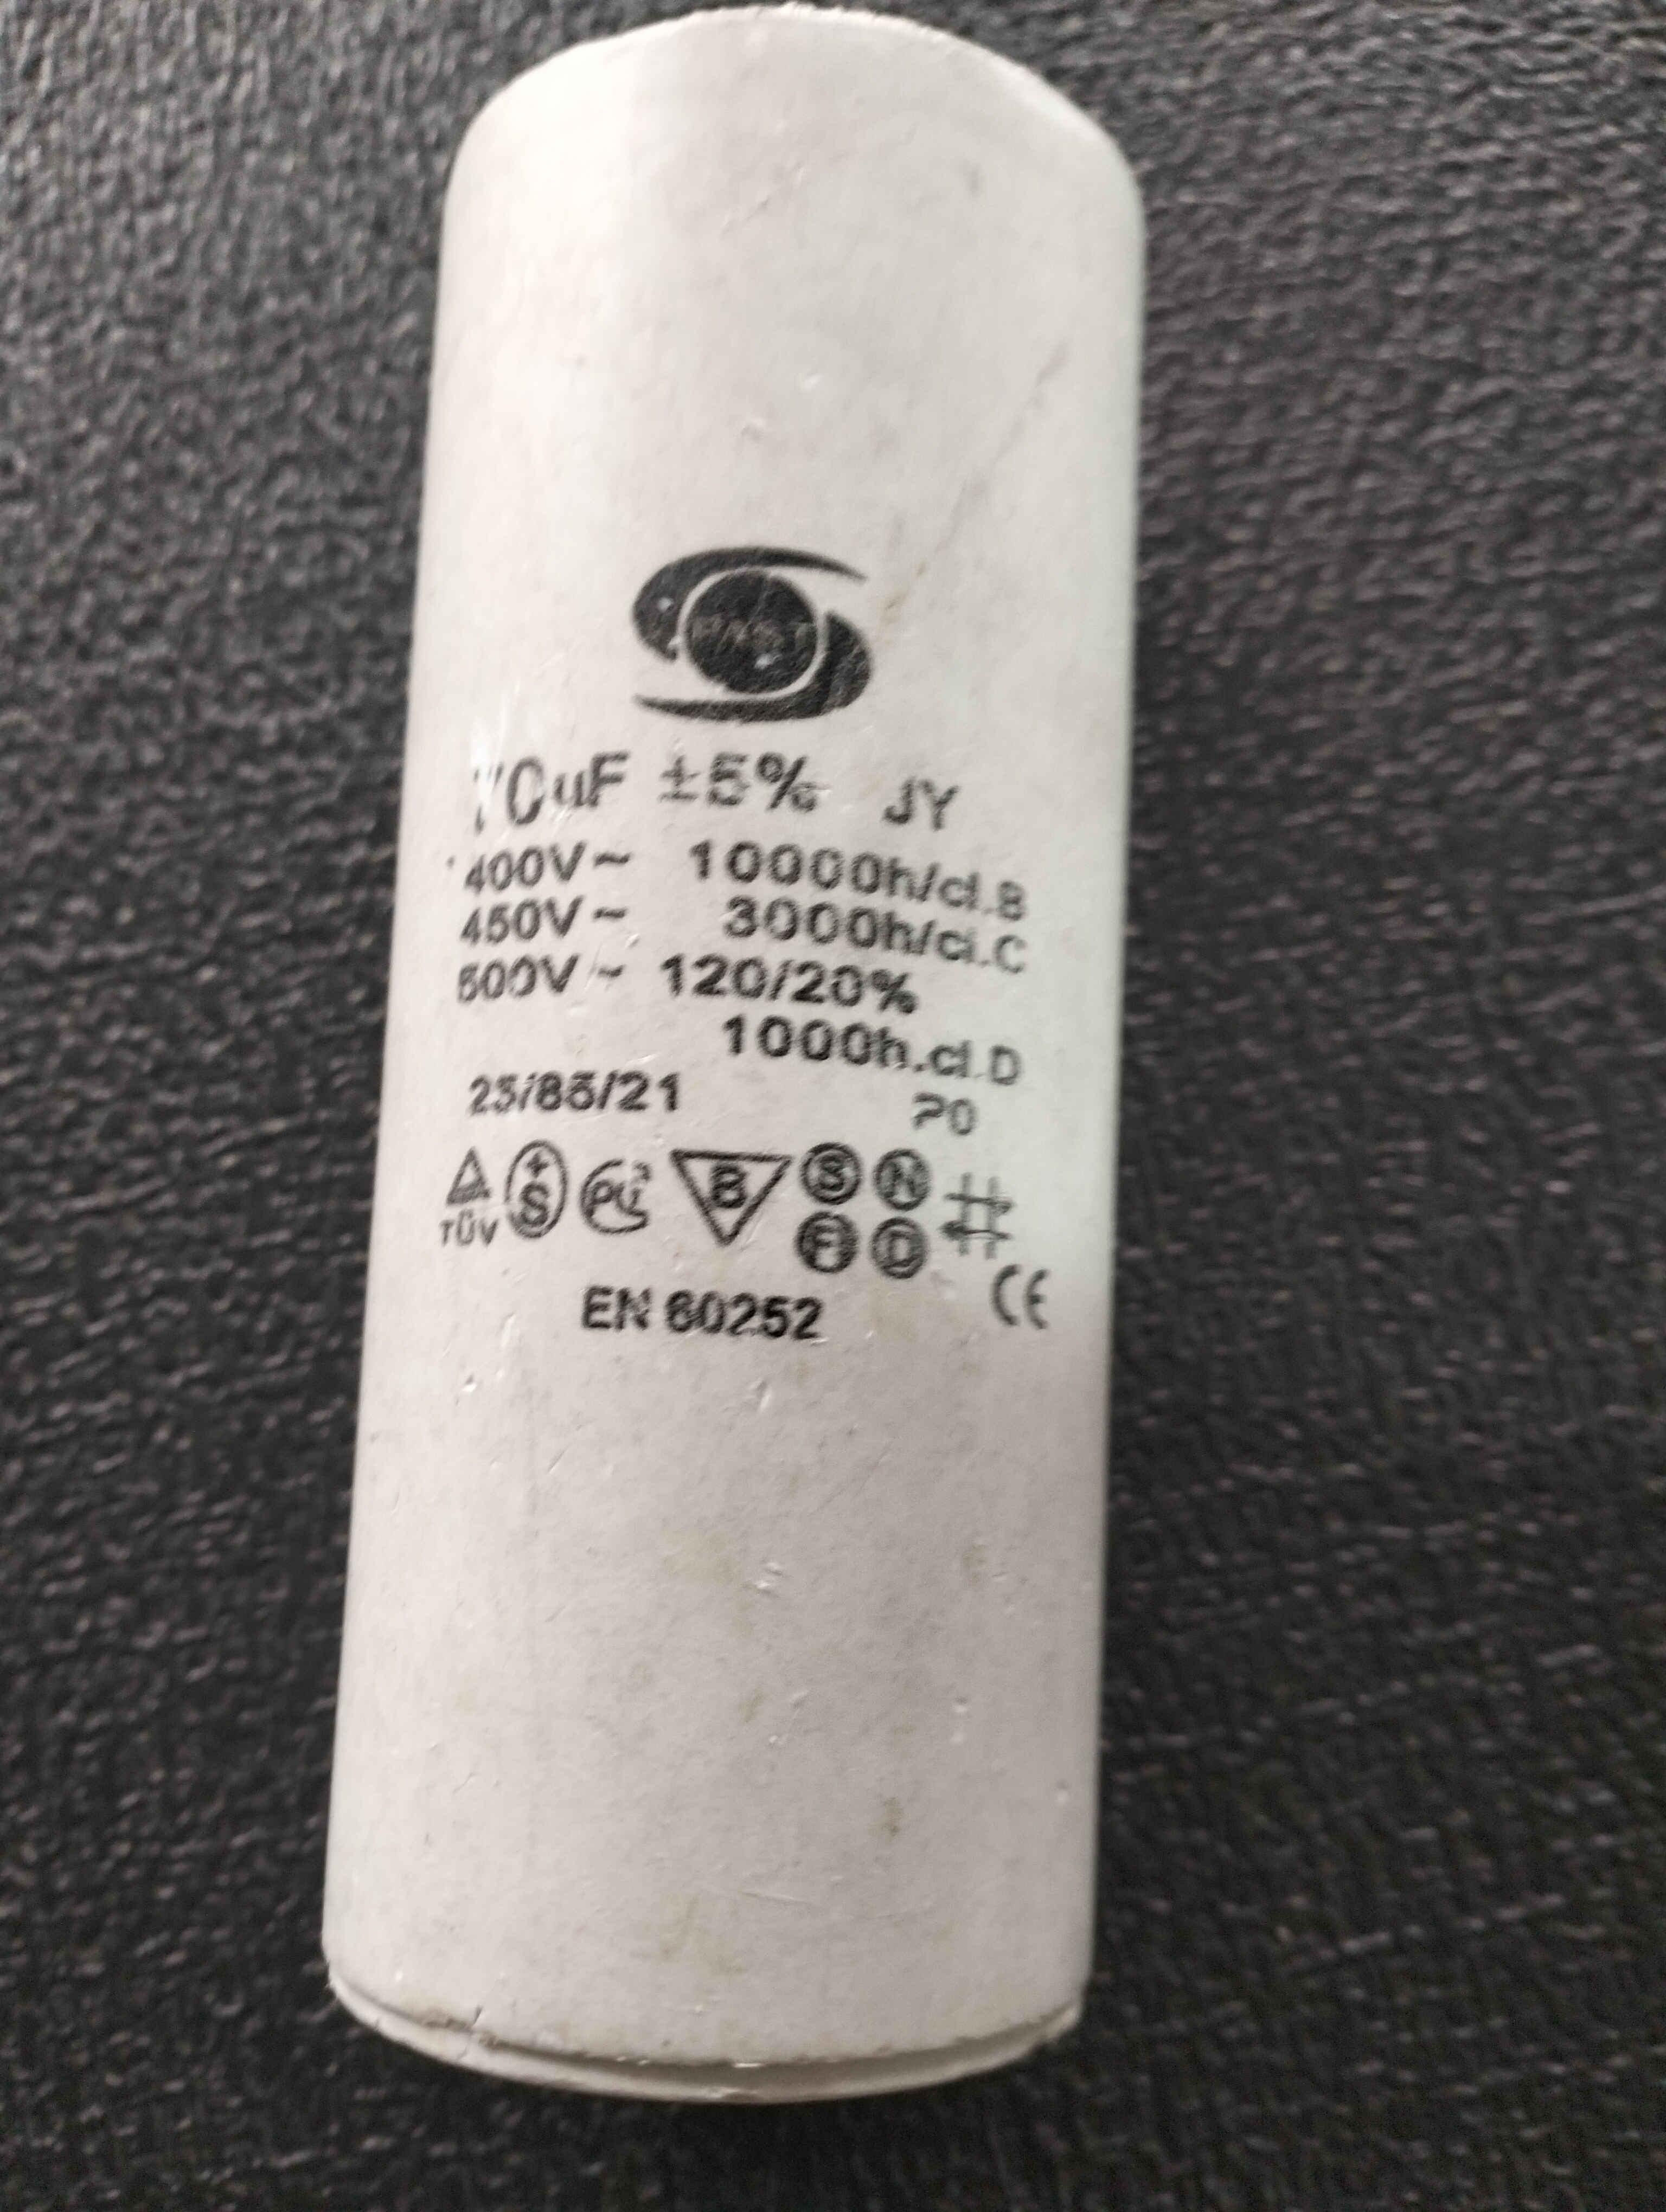 70uF ±5% JY
400V~ 10000h/cl.B
450V~ 3000h/cl.C
500V~ 120/20%
1000h.cl.D
25/85/21 P0
TÜV +S B S N
F D
CE
EN 60252